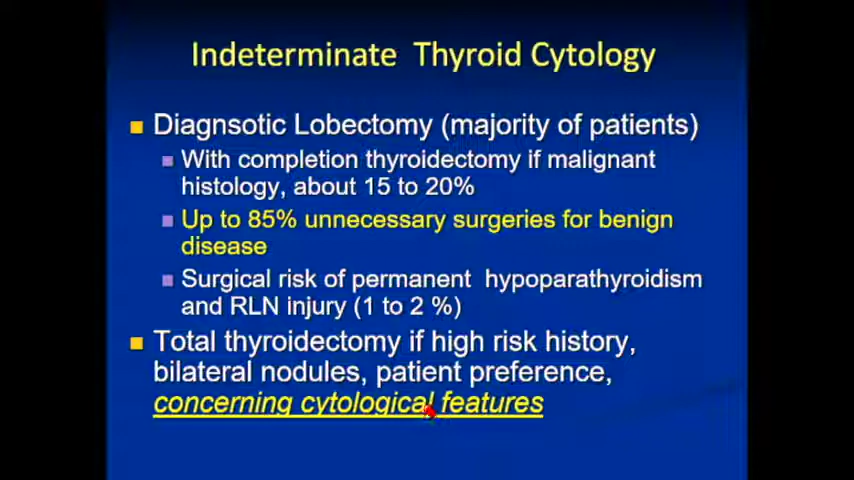 Indeterminate Thyroid Cytology
Diagnsotic Lobectomy (majority of patients)
With completion thyroidectomy if malignant
histology, about 15 to 20%
Up to 85% unnecessary surgeries for benign
disease
Surgical risk of permanent hypoparathyroidism
and RLN injury (1 to 2 %)
Total thyroidectomy if high risk history,
bilateral nodules, patient preference,
concerning cytological features